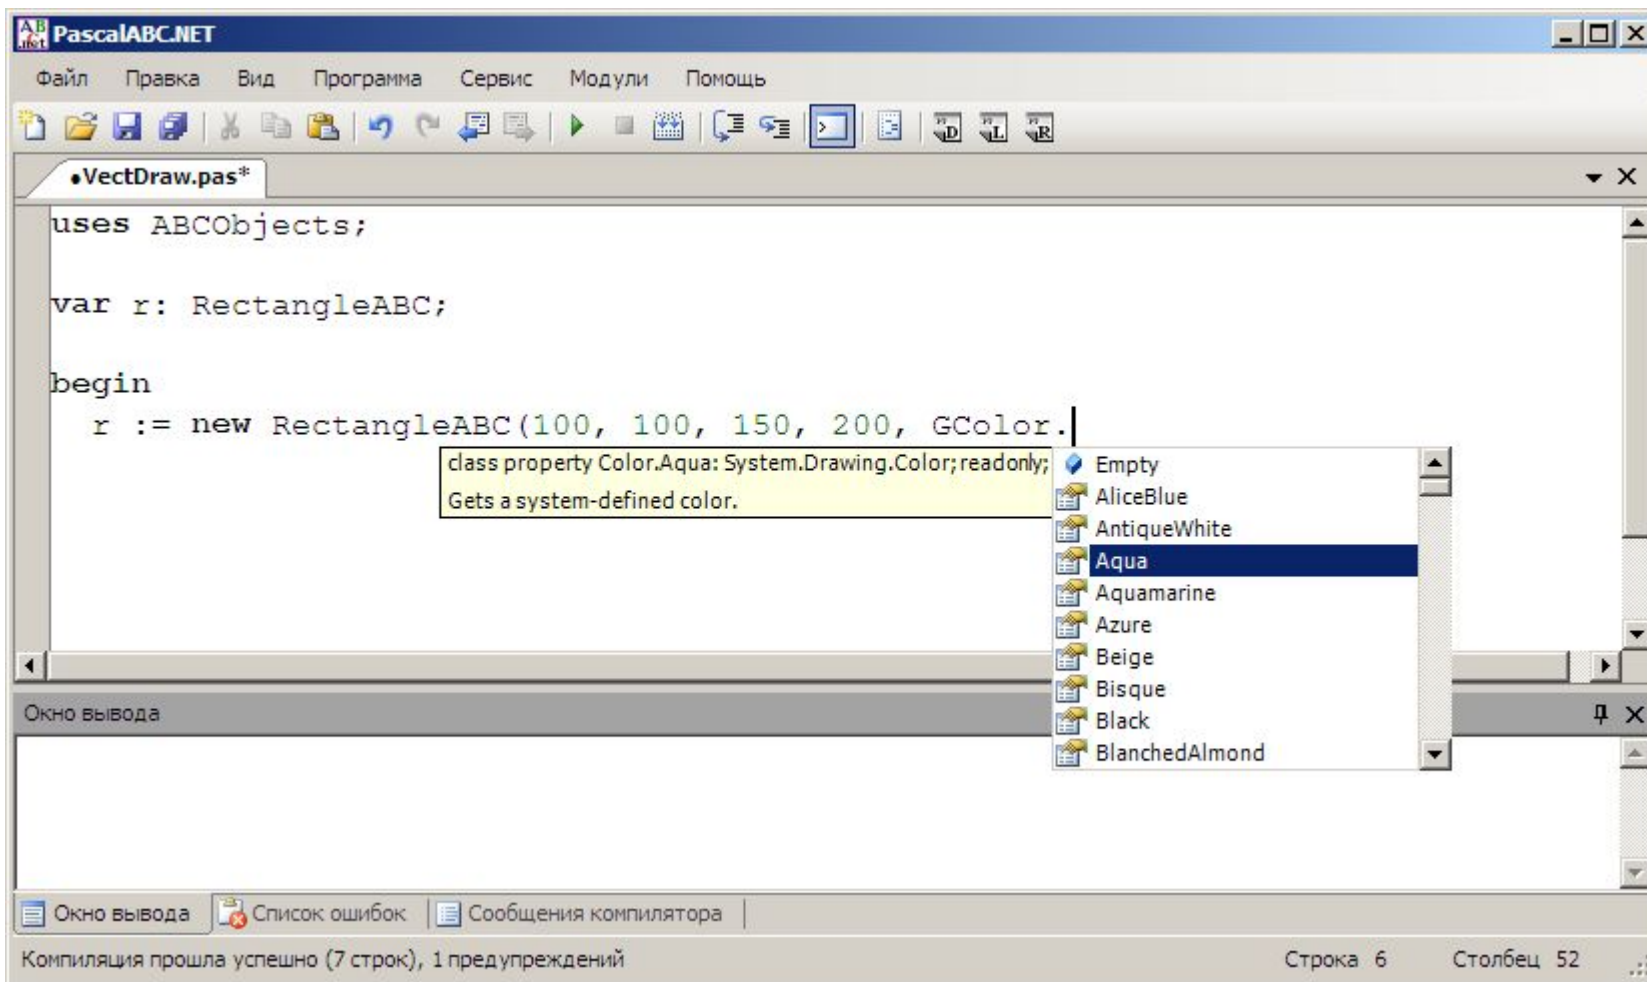 PascalABC.NET
Файл Правка Вид Программа Сервис Модули Помощь
•VectDraw.pas*
uses ABCObjects;
var r: RectangleABC;
begin
r := new RectangleABC(100, 100, 150, 200, GColor.
class property Color.Aqua: System.Drawing.Color; readonly;
Gets a system-defined color.
Empty
AliceBlue
AntiqueWhite
Aqua
Aquamarine
Azure
Beige
Bisque
Black
BlanchedAlmond
Окно вывода
Окно вывода Список ошибок Сообщения компилятора
Компиляция прошла успешно (7 строк), 1 предупреждений Строка 6 Столбец 52